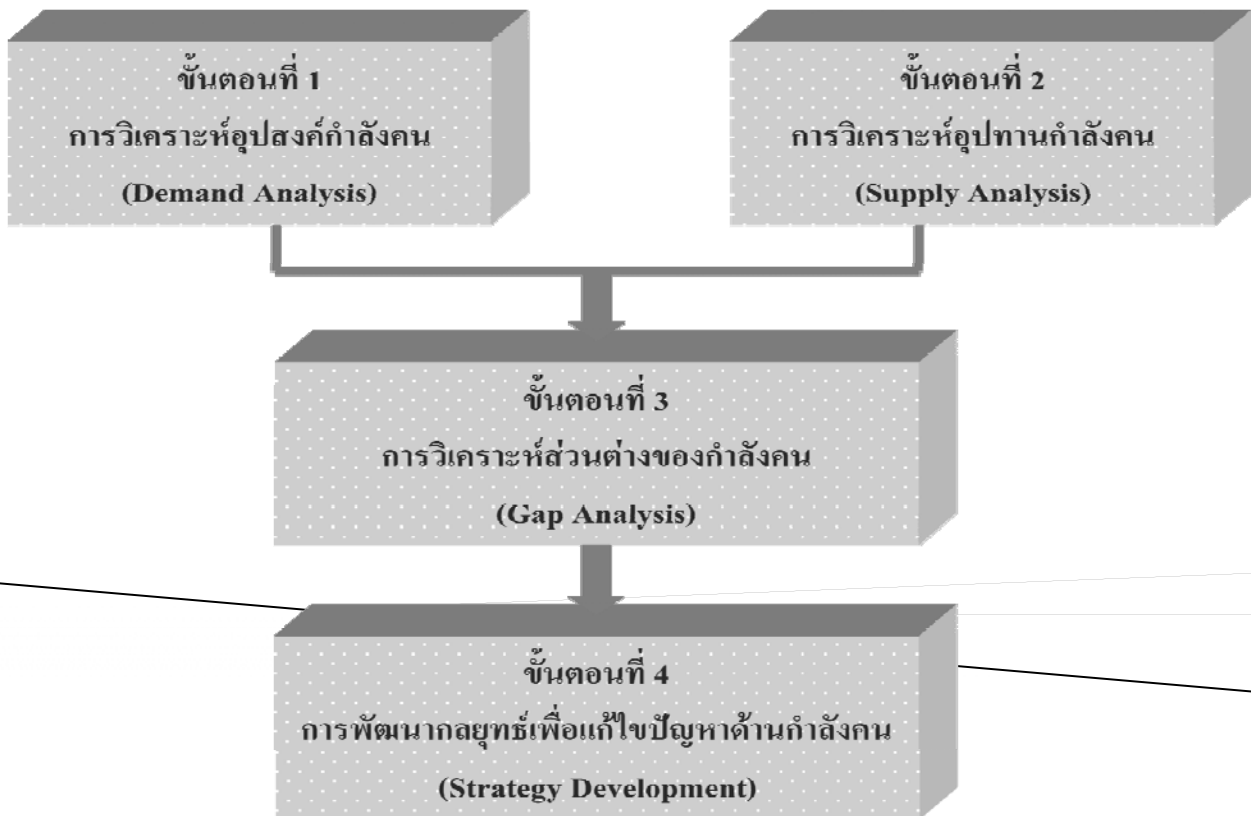 ขั้นตอนที่ 1
การวิเคราะห์อุปสงค์กำลังคน
(Demand Analysis)
ขั้นตอนที่ 2
การวิเคราะห์อุปทานกำลังคน
(Supply Analysis)
ขั้นตอนที่ 3
การวิเคราะห์ส่วนต่างของกำลังคน
(Gap Analysis)
ขั้นตอนที่ 4
การพัฒนากลยุทธ์เพื่อแก้ไขปัญหาด้านกำลังคน
(Strategy Development)